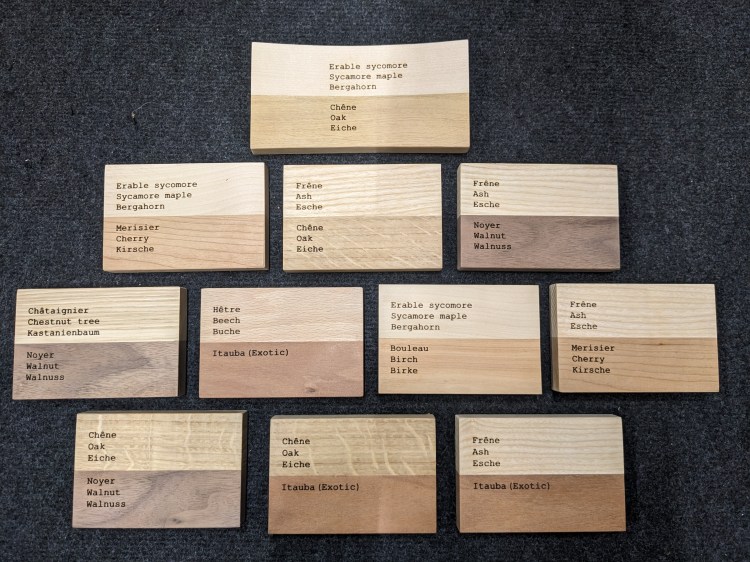 Erable sycomore
Sycamore maple
Bergahorn
Chêne
Oak
Eiche
Erable sycomore
Sycamore maple
Bergahorn
Merisier
Cherry
Kirsche
Frêne
Ash
Esche
Chêne
Oak
Eiche
Frêne
Ash
Esche
Noyer
Walnut
Walnuss
Châtaignier
Chestnut tree
Kastanienbaum
Noyer
Walnut
Walnuss
Hêtre
Beech
Buche
Itauba (Exotic)
Erable sycomore
Sycamore maple
Bergahorn
Bouleau
Birch
Birke
Frêne
Ash
Esche
Merisier
Cherry
Kirsche
Chêne
Oak
Eiche
Noyer
Walnut
Walnuss
Chêne
Oak
Eiche
Itauba (Exotic)
Frêne
Ash
Esche
Itauba (Exotic)